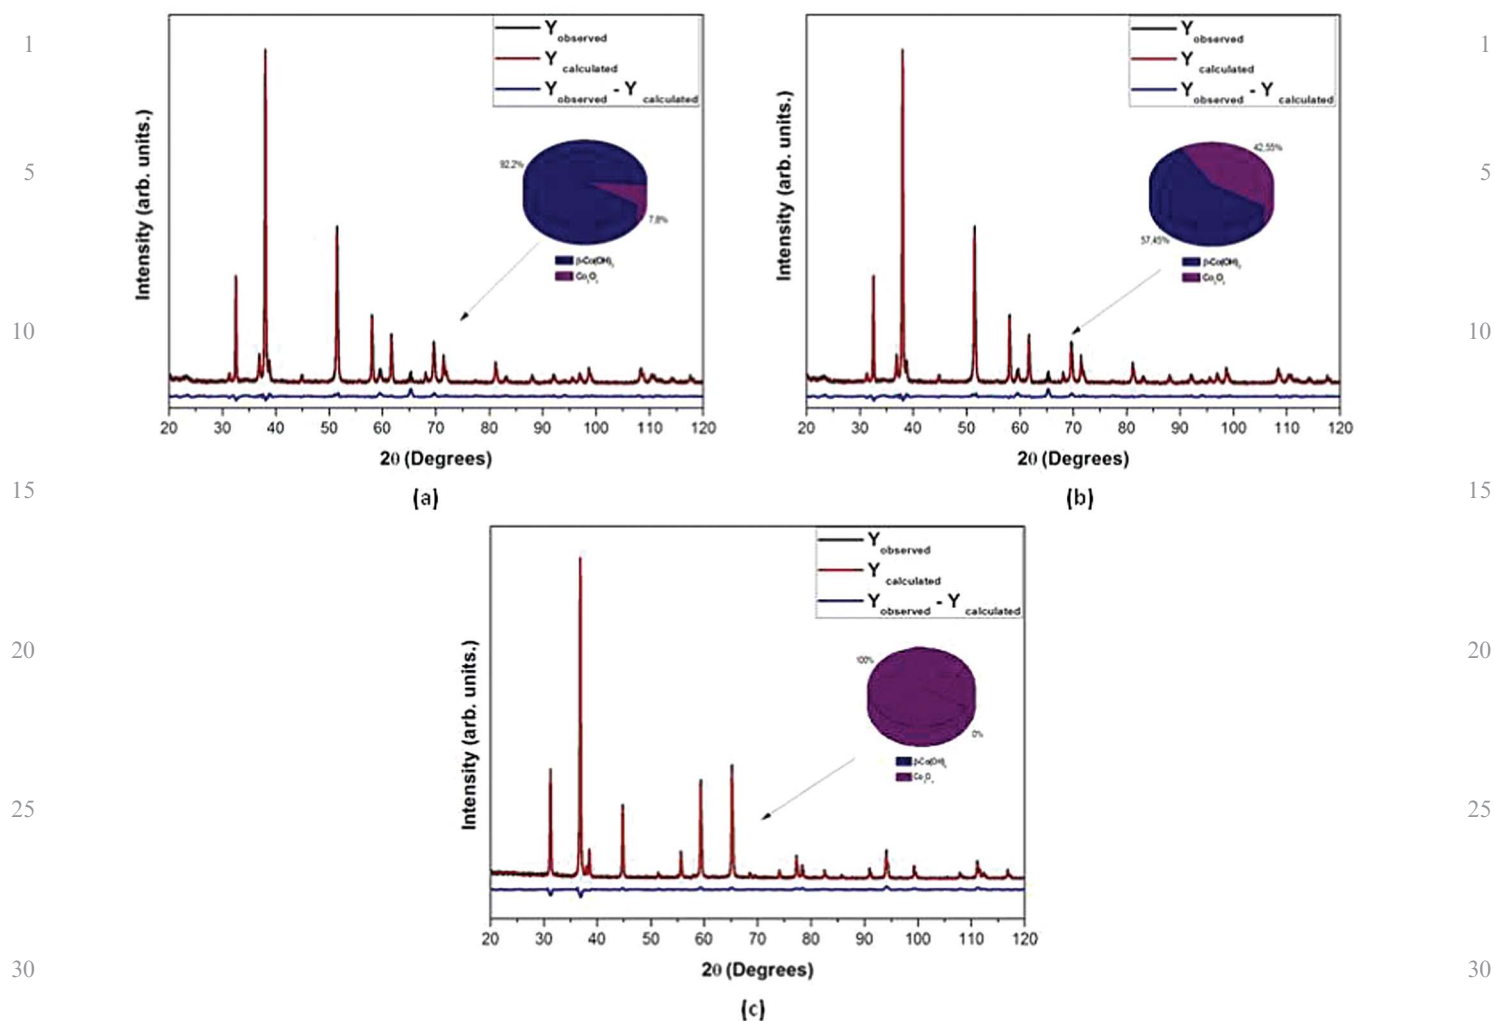 1
5
10
15
20
25
30
Y observed
Y calculated
Y observed - Y calculated
Intensity (arb. units.)
92,2%
7,8%
β-Co(OH)2
Co3O4
20 30 40 50 60 70 80 90 100 110 120
2θ (Degrees)
(a)
Y observed
Y calculated
Y observed - Y calculated
Intensity (arb. units.)
42,55%
57,45%
β-Co(OH)2
Co3O4
20 30 40 50 60 70 80 90 100 110 120
2θ (Degrees)
(b)
Y observed
Y calculated
Y observed - Y calculated
Intensity (arb. units.)
100%
0%
β-Co(OH)2
Co3O4
20 30 40 50 60 70 80 90 100 110 120
2θ (Degrees)
(c)
1
5
10
15
20
25
30